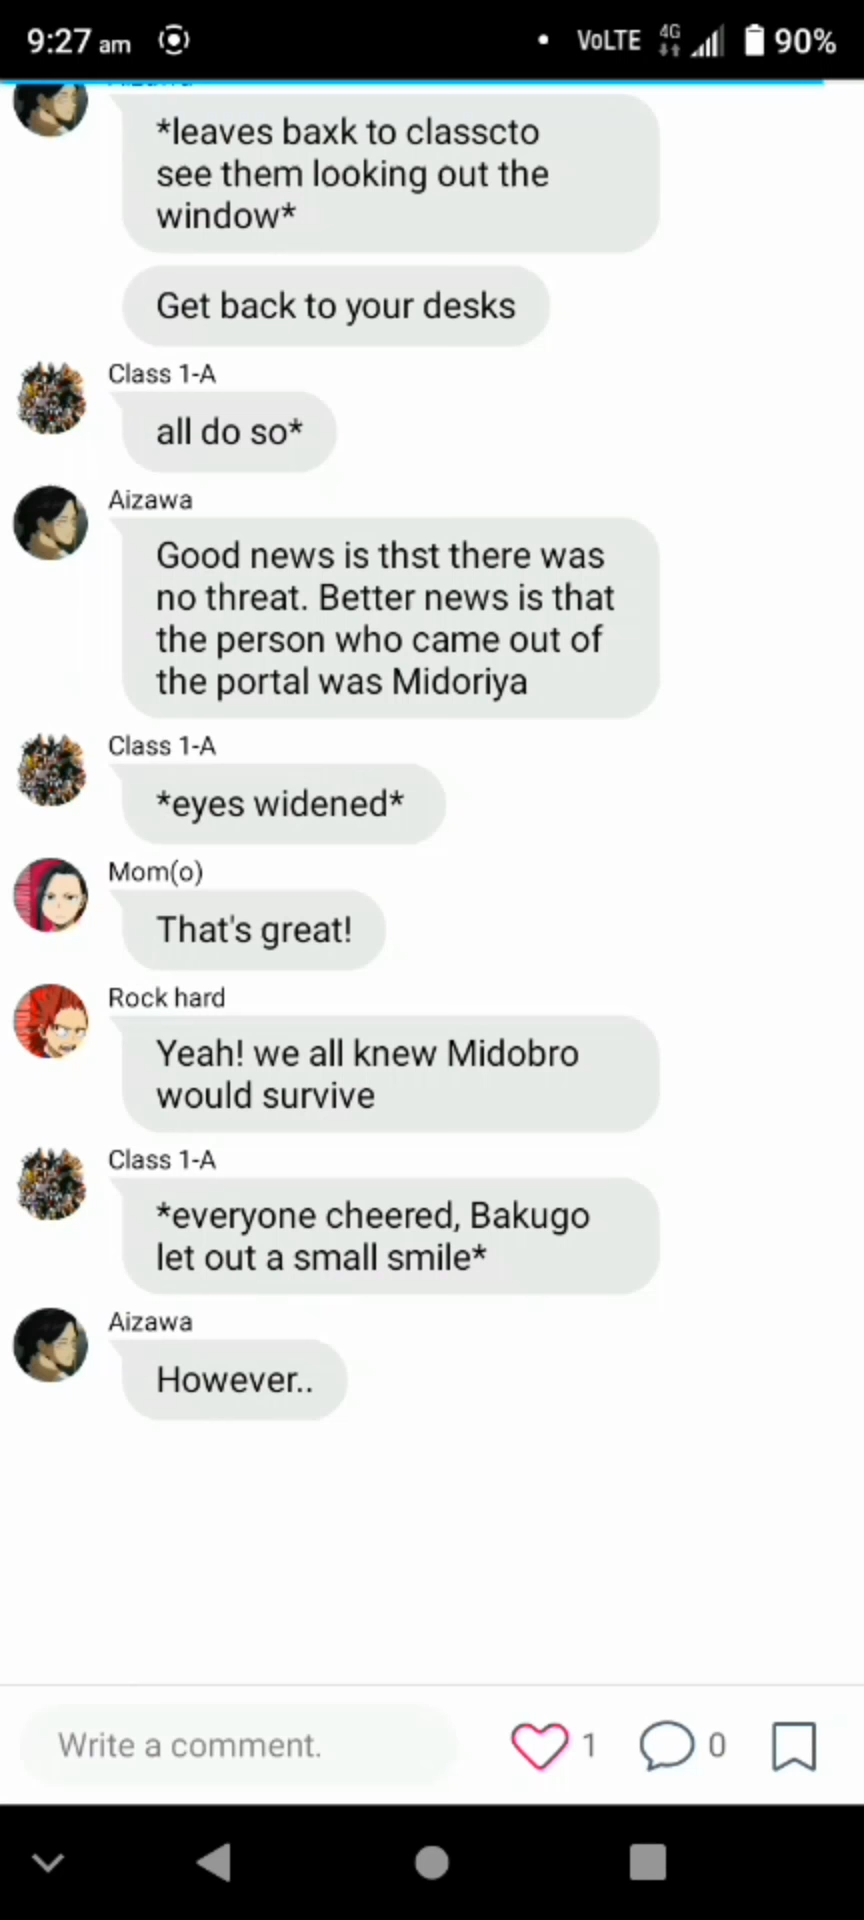 9:27 am
VoLTE 4G 90%
*leaves baxk to classcto
see them looking out the
window*
Get back to your desks
Class 1-A
all do so*
Aizawa
Good news is thst there was
no threat. Better news is that
the person who came out of
the portal was Midoriya
Class 1-A
*eyes widened*
Mom(o)
That's great!
Rock hard
Yeah! we all knew Midobro
would survive
Class 1-A
*everyone cheered, Bakugo
let out a small smile*
Aizawa
However..
Write a comment.
1
0